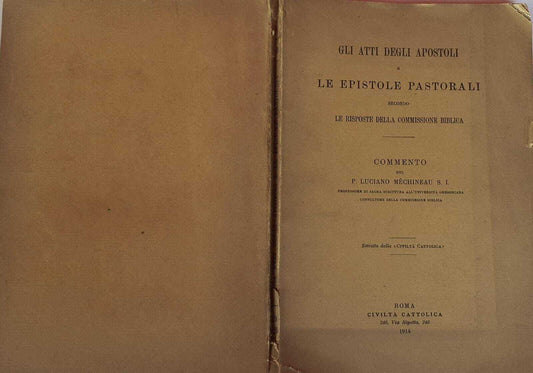 GLI ATTI DEGLI APOSTOLI
E
LE EPISTOLE PASTORALI
SECONDO
LE RISPOSTE DELLA COMMISSIONE BIBLICA
COMMENTO
DEL
P. LUCIANO MÉCHINEAU S. I.
PROFESSORE DI SACRA SCRITTURA ALL'UNIVERSITÀ GREGORIANA
CONSULTORE DELLA COMMISSIONE BIBLICA
Estratto dalla «CIVILTÀ CATTOLICA»
ROMA
CIVILTÀ CATTOLICA
246, Via Ripetta, 246
1914